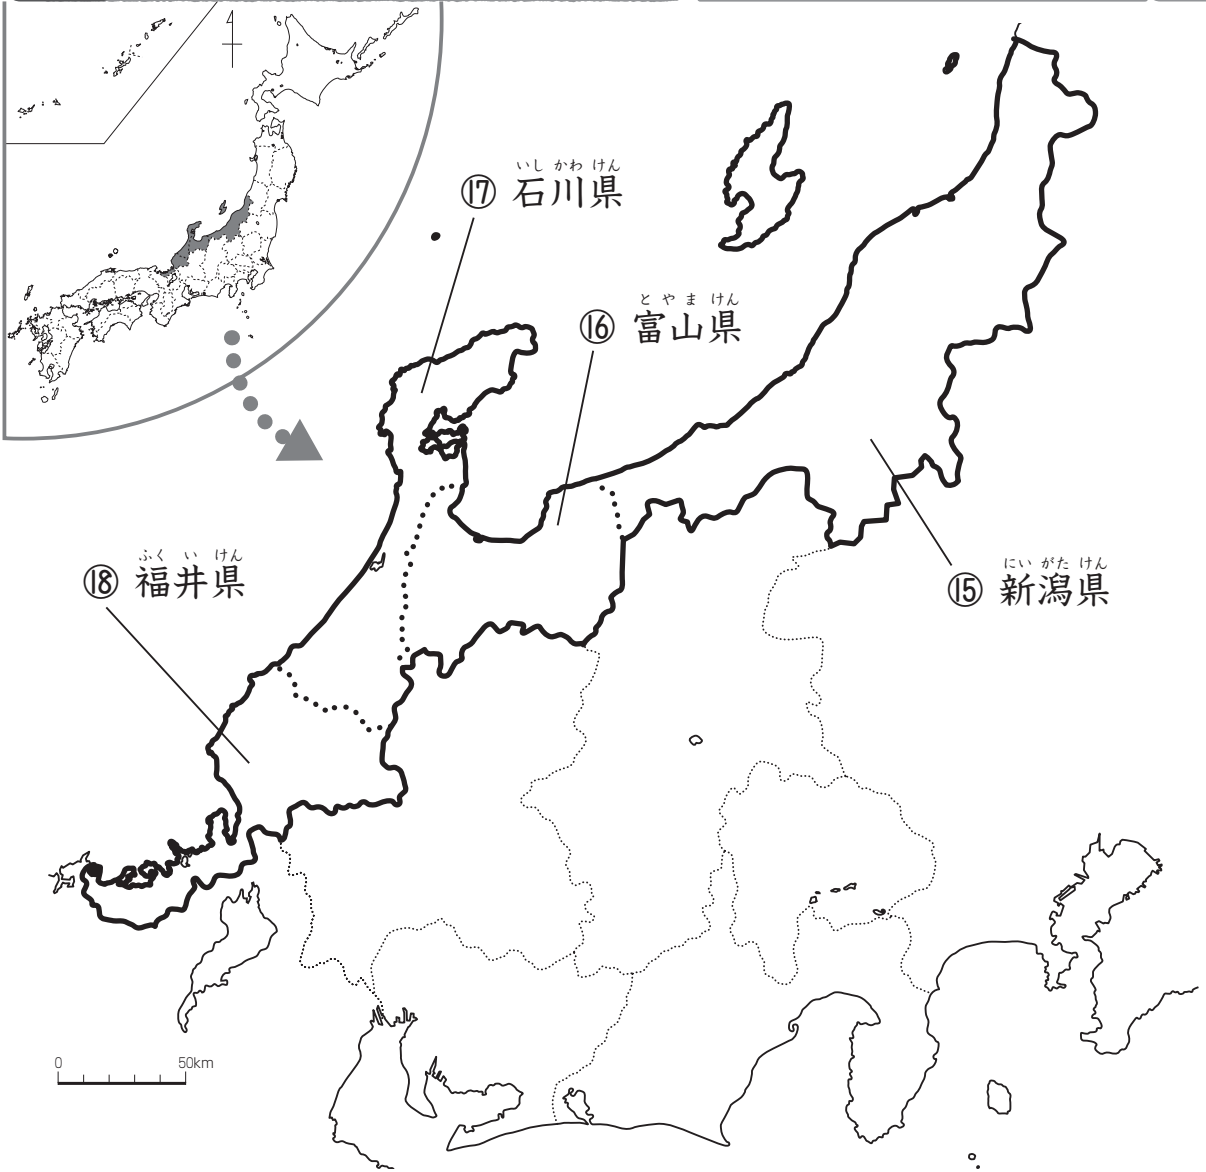 いし かわ けん
⑰ 石川県
と やま けん
⑯ 富山県
ふく い けん
⑱ 福井県
にい がた けん
⑮ 新潟県
0 50km